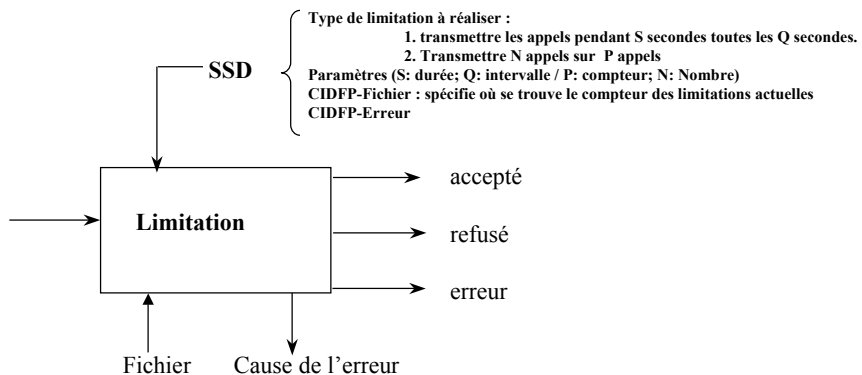 Type de limitation à réaliser :
1. transmettre les appels pendant S secondes toutes les Q secondes.
2. Transmettre N appels sur P appels
SSD
Paramètres (S: durée; Q: intervalle / P: compteur; N: Nombre)
CIDFP-Fichier : spécifie où se trouve le compteur des limitations actuelles
CIDFP-Erreur
accepté
Limitation
refusé
erreur
Fichier
Cause de l'erreur